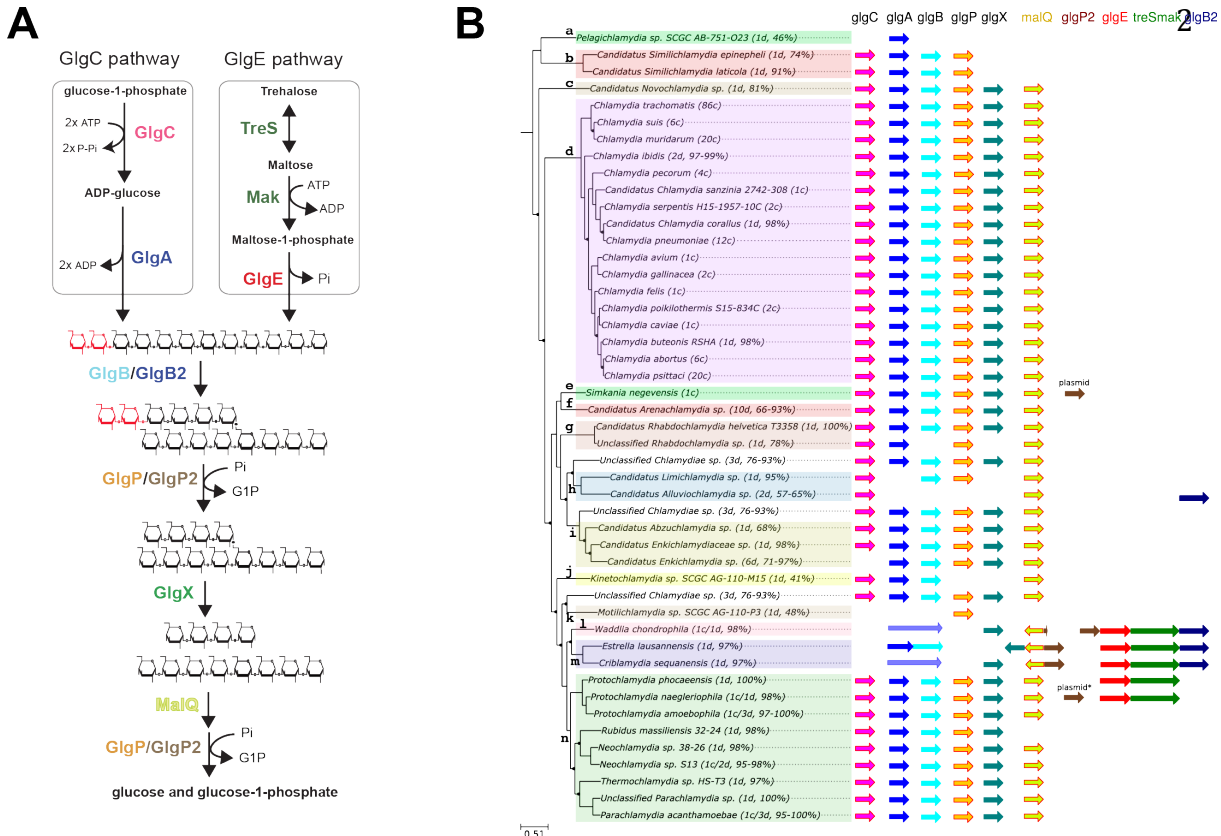 A
GlgC pathway
glucose-1-phosphate
2x ATP
GlgC
2x P-Pi
ADP-glucose
2x ADP
GlgA
GlgE pathway
Trehalose
TreS
Maltose
ATP
Mak
ADP
Maltose-1-phosphate
GlgE
Pi
GlgB/GlgB2
GlgP/GlgP2
Pi
G1P
GlgX
MalQ
GlgP/GlgP2
Pi
G1P
glucose and glucose-1-phosphate
B
2
glgC glgA glgB glgP glgX malQ glgP2 glgE treSmak glgB2
a
Pelagichlamydia sp. SCGC AB-751-O23 (1d, 46%)
b
Candidatus Similichlamydia epinepheli (1d, 74%)
Candidatus Similichlamydia laticola (1d, 91%)
c
Candidatus Novochlamydia sp. (1d, 81%)
d
Chlamydia trachomatis (86c)
Chlamydia suis (6c)
Chlamydia muridarum (20c)
Chlamydia ibidis (2d, 97-99%)
Chlamydia pecorum (4c)
Candidatus Chlamydia sanzinia 2742-308 (1c)
Chlamydia serpentis H15-1957-10C (2c)
Candidatus Chlamydia corallus (1d, 98%)
Chlamydia pneumoniae (12c)
Chlamydia avium (1c)
Chlamydia gallinacea (2c)
Chlamydia felis (1c)
Chlamydia poikilothermis S15-834C (2c)
Chlamydia caviae (1c)
Chlamydia buteonis RSHA (1d, 98%)
Chlamydia abortus (6c)
Chlamydia psittaci (20c)
e
Simkania negevensis (1c)
plasmid
f
Candidatus Arenachlamydia sp. (10d, 66-93%)
g
Candidatus Rhabdochlamydia helvetica T3358 (1d, 100%)
Unclassified Rhabdochlamydia sp. (1d, 78%)
Unclassified Chlamydiae sp. (3d, 76-93%)
h
Candidatus Limichlamydia sp. (1d, 95%)
Candidatus Alluviochlamydia sp. (2d, 57-65%)
Unclassified Chlamydiae sp. (3d, 76-93%)
i
Candidatus Abzuchlamydia sp. (1d, 68%)
Candidatus Enkichlamydiaceae sp. (1d, 98%)
Candidatus Enkichlamydia sp. (6d, 71-97%)
j
Kinetochlamydia sp. SCGC AG-110-M15 (1d, 41%)
Unclassified Chlamydiae sp. (3d, 76-93%)
k
Motilichlamydia sp. SCGC AG-110-P3 (1d, 48%)
l
Waddlia chondrophila (1c/1d, 98%)
m
Estrella lausannensis (1d, 97%)
Criblamydia sequanensis (1d, 97%)
n
Protochlamydia phocaeensis (1d, 100%)
Protochlamydia naegleriophila (1c/1d, 98%)
plasmid*
Protochlamydia amoebophila (1c/3d, 97-100%)
Rubidus massiliensis 32-24 (1d, 98%)
Neochlamydia sp. 38-26 (1d, 98%)
Neochlamydia sp. S13 (1c/2d, 95-98%)
Thermochlamydia sp. HS-T3 (1d, 97%)
Unclassified Parachlamydia sp. (1d, 100%)
Parachlamydia acanthamoebae (1c/3d, 95-100%)
0.51